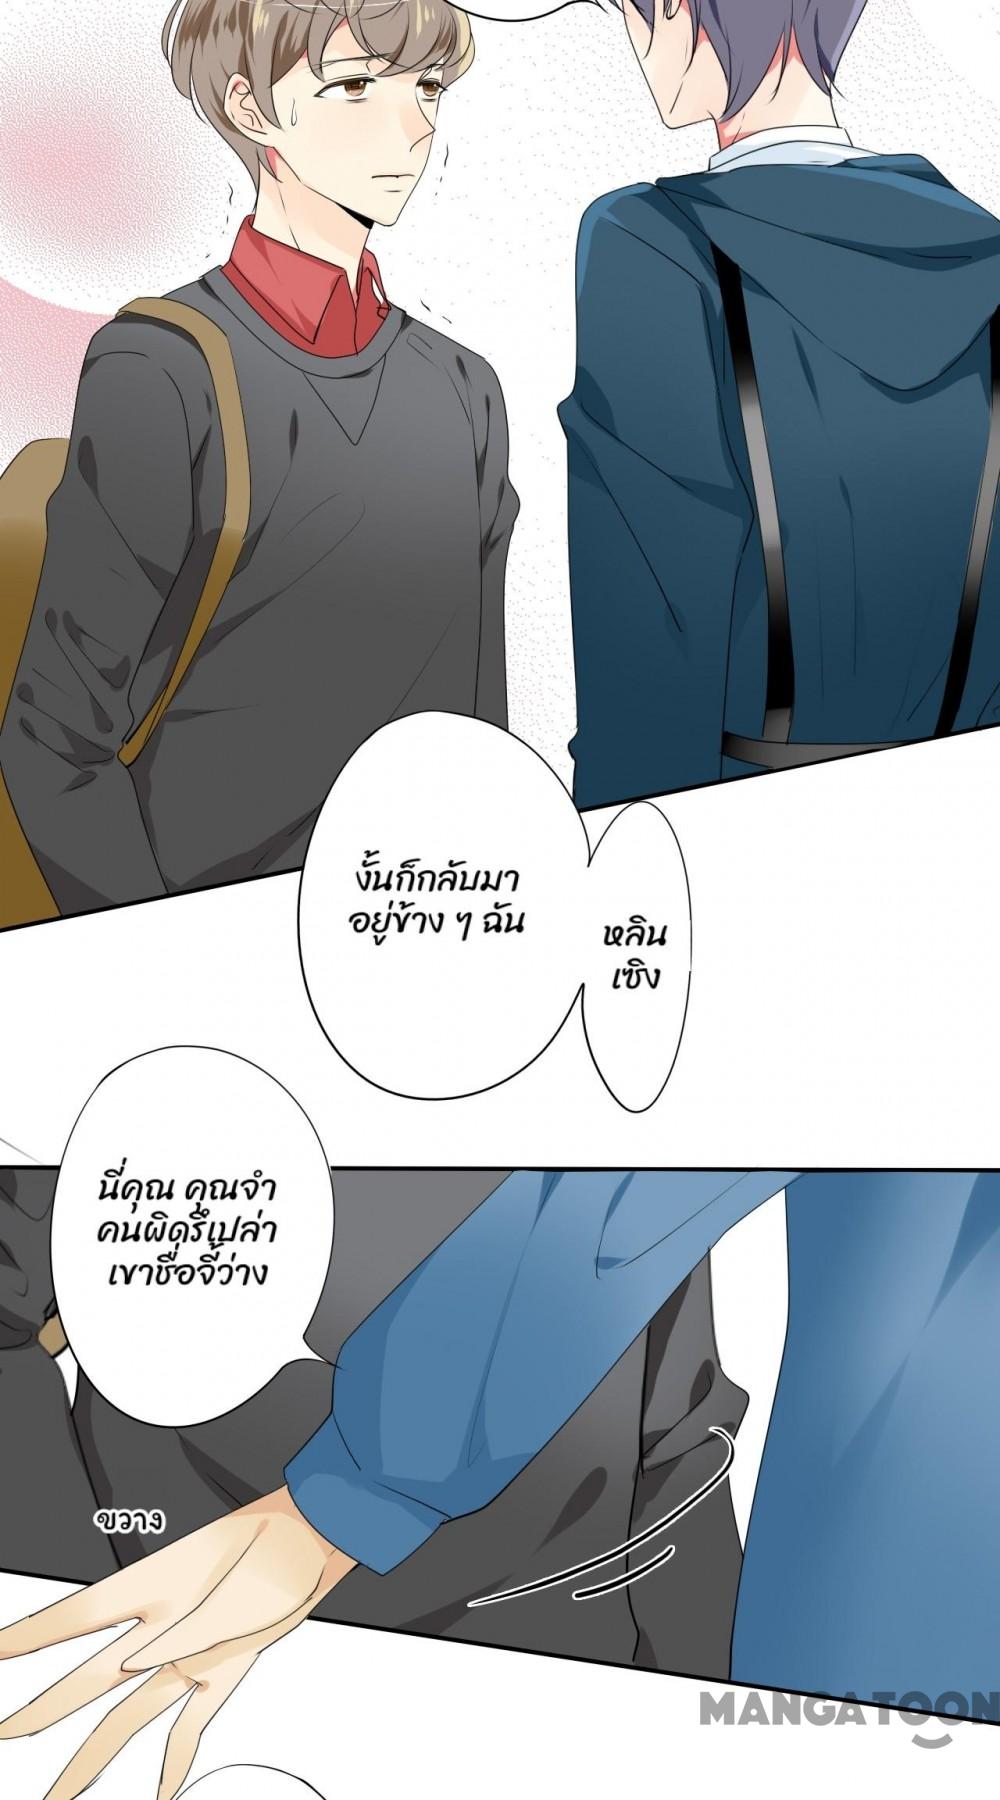 งั้นก็กลับมา
อยู่ข้าง ๆ ฉัน
หลิน
เซิง
นี่คุณ คุณจำ
คนผิดรึเปล่า
เขาชื่อจี้ว่าง
ขวาง
MANGATOON